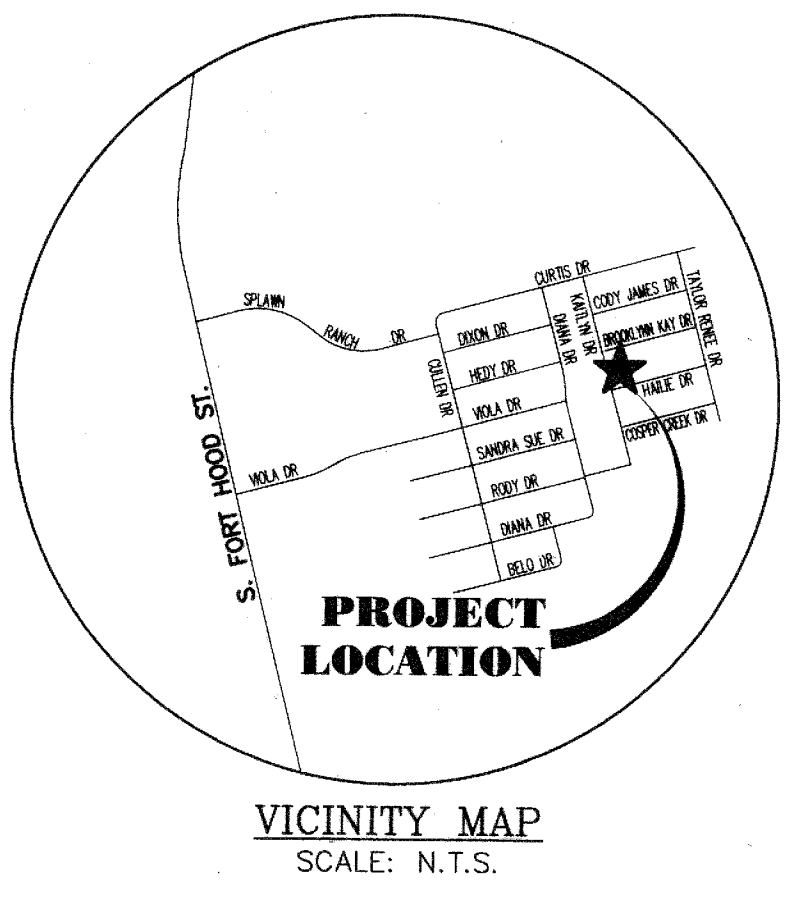 CURTIS DR
TAYLOR RENEE DR
KAITLYN DR
CODY JAMES DR
SPLAWN
RANCH
DR
DIXON DR
DIANA DR
BROOKLYNN KAY DR
CULLEN DR
HEDY DR
HAILIE DR
VIOLA DR
COSPER CREEK DR
SANDRA SUE DR
S. FORT HOOD ST.
VIOLA DR
RODY DR
DIANA DR
BELO DR
PROJECT
LOCATION
VICINITY MAP
SCALE: N.T.S.